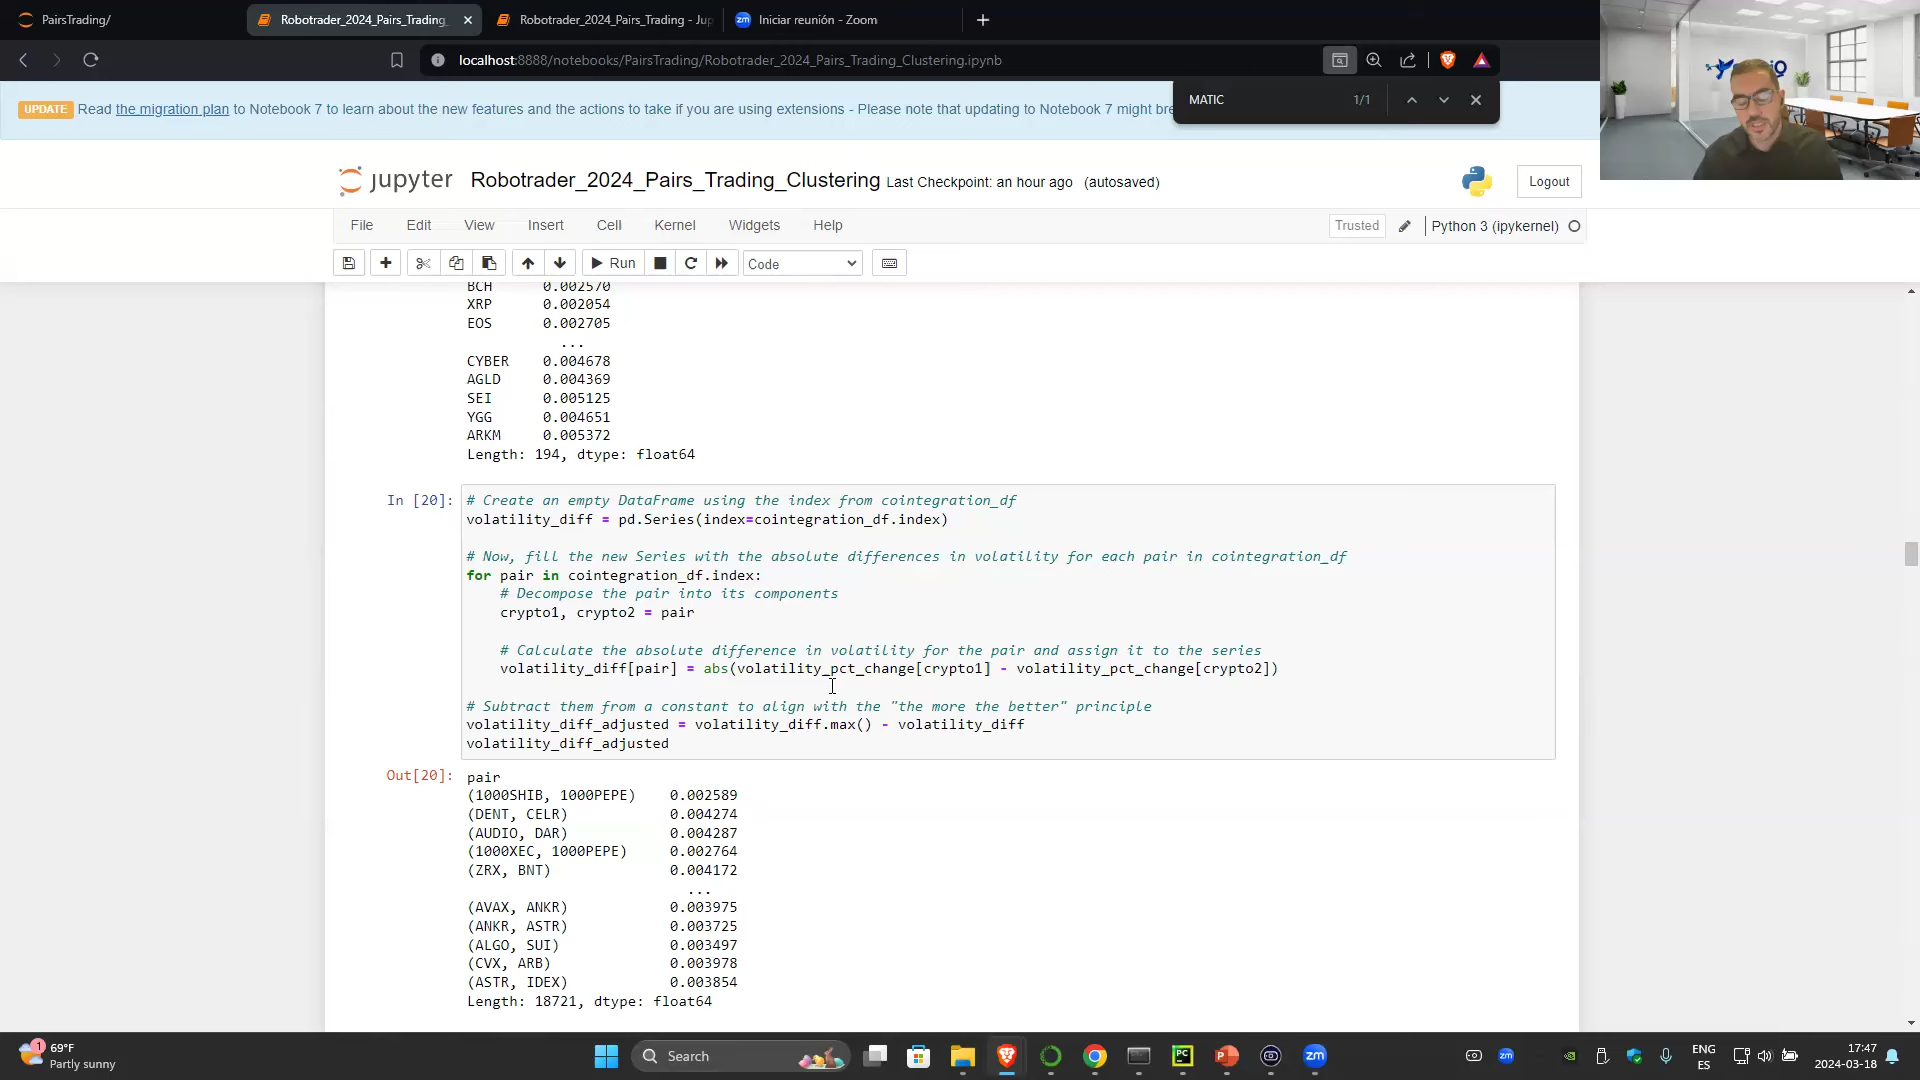 PairsTrading/
Robotrader_2024_Pairs_Trading_
Robotrader_2024_Pairs_Trading - Jup
zm Iniciar reunión - Zoom
localhost:8888/notebooks/PairsTrading/Robotrader_2024_Pairs_Trading_Clustering.ipynb
MATIC 1/1
UPDATE Read the migration plan to Notebook 7 to learn about the new features and the actions to take if you are using extensions - Please note that updating to Notebook 7 might bre
jupyter Robotrader_2024_Pairs_Trading_Clustering Last Checkpoint: an hour ago (autosaved)
Logout
File Edit View Insert Cell Kernel Widgets Help
Trusted Python 3 (ipykernel)
Run Code
BCH 0.002570
XRP 0.002054
EOS 0.002705
...
CYBER 0.004678
AGLD 0.004369
SEI 0.005125
YGG 0.004651
ARKM 0.005372
Length: 194, dtype: float64
In [20]:
# Create an empty DataFrame using the index from cointegration_df
volatility_diff = pd.Series(index=cointegration_df.index)
# Now, fill the new Series with the absolute differences in volatility for each pair in cointegration_df
for pair in cointegration_df.index:
# Decompose the pair into its components
crypto1, crypto2 = pair
# Calculate the absolute difference in volatility for the pair and assign it to the series
volatility_diff[pair] = abs(volatility_pct_change[crypto1] - volatility_pct_change[crypto2])
# Subtract them from a constant to align with the "the more the better" principle
volatility_diff_adjusted = volatility_diff.max() - volatility_diff
volatility_diff_adjusted
Out[20]:
pair
(1000SHIB, 1000PEPE) 0.002589
(DENT, CELR) 0.004274
(AUDIO, DAR) 0.004287
(1000XEC, 1000PEPE) 0.002764
(ZRX, BNT) 0.004172
...
(AVAX, ANKR) 0.003975
(ANKR, ASTR) 0.003725
(ALGO, SUI) 0.003497
(CVX, ARB) 0.003978
(ASTR, IDEX) 0.003854
Length: 18721, dtype: float64
1
69°F
Partly sunny
Search
PC
zm
zm
ENG
ES
17:47
2024-03-18